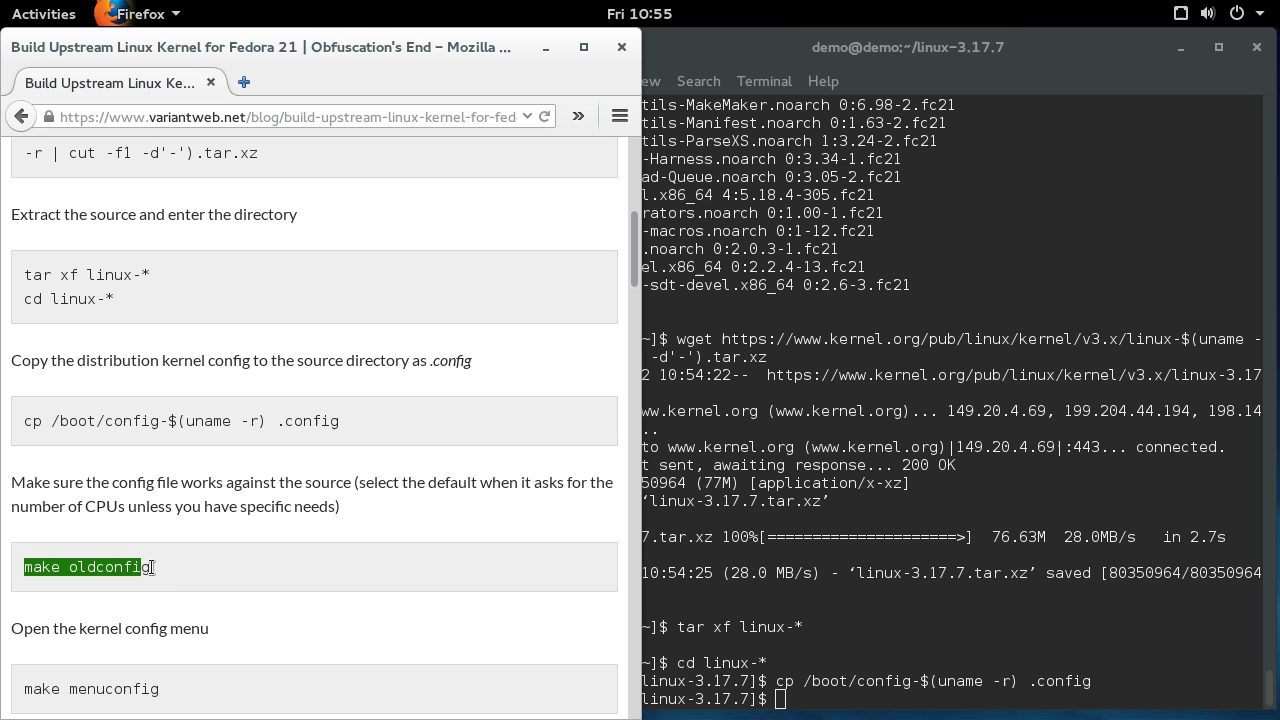 Activities Firefox Fri 10:55
Build Upstream Linux Kernel for Fedora 21 | Obfuscation's End – Mozilla ...
Build Upstream Linux Ke...
https://www.variantweb.net/blog/build-upstream-linux-kernel-for-fed
-r | cut -f1 -d'-').tar.xz
Extract the source and enter the directory
tar xf linux-*
cd linux-*
Copy the distribution kernel config to the source directory as .config
cp /boot/config-$(uname -r) .config
Make sure the config file works against the source (select the default when it asks for the
number of CPUs unless you have specific needs)
make oldconfig
Open the kernel config menu
make menuconfig
demo@demo:~/linux-3.17.7
ew Search Terminal Help
tils-MakeMaker.noarch 0:6.98-2.fc21
tils-Manifest.noarch 0:1.63-2.fc21
tils-ParseXS.noarch 1:3.24-2.fc21
-Harness.noarch 0:3.34-1.fc21
ad-Queue.noarch 0:3.05-2.fc21
l.x86_64 4:5.18.4-305.fc21
rators.noarch 0:1.00-1.fc21
-macros.noarch 0:1-12.fc21
.noarch 0:2.0.3-1.fc21
el.x86_64 0:2.2.4-13.fc21
-sdt-devel.x86_64 0:2.6-3.fc21
~]$ wget https://www.kernel.org/pub/linux/kernel/v3.x/linux-$(uname -
-d'-').tar.xz
2 10:54:22-- https://www.kernel.org/pub/linux/kernel/v3.x/linux-3.17
ww.kernel.org (www.kernel.org)... 149.20.4.69, 199.204.44.194, 198.14
..
to www.kernel.org (www.kernel.org)|149.20.4.69|:443... connected.
t sent, awaiting response... 200 OK
50964 (77M) [application/x-xz]
‘linux-3.17.7.tar.xz’
7.tar.xz 100%[=====================>] 76.63M 28.0MB/s in 2.7s
10:54:25 (28.0 MB/s) - ‘linux-3.17.7.tar.xz’ saved [80350964/80350964
~]$ tar xf linux-*
~]$ cd linux-*
linux-3.17.7]$ cp /boot/config-$(uname -r) .config
linux-3.17.7]$